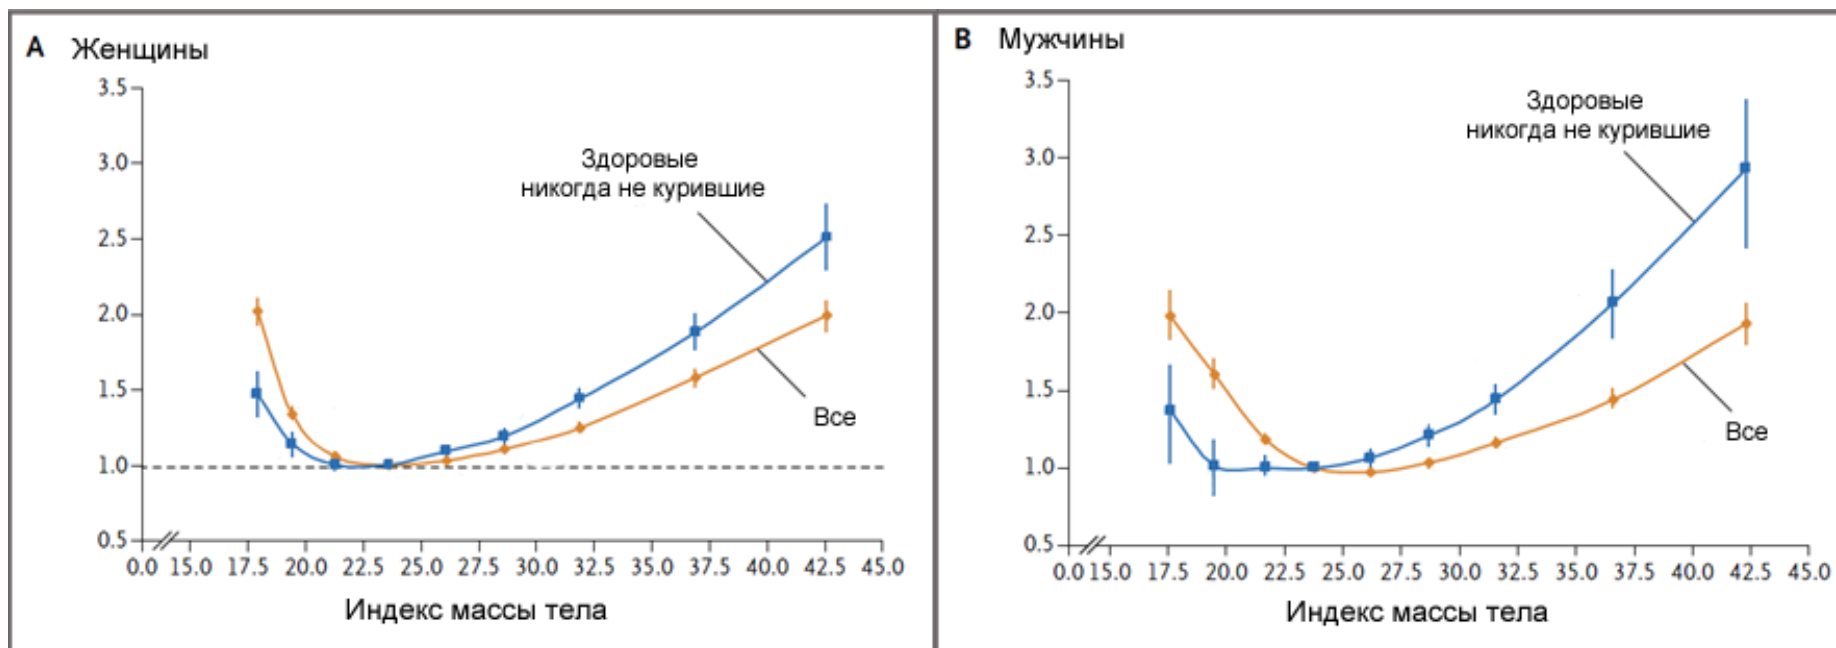 A Женщины
3.5
3.0
2.5
2.0
1.5
1.0
0.5
Здоровые
никогда не курившие
Все
0.0 15.0 17.5 20.0 22.5 25.0 27.5 30.0 32.5 35.0 37.5 40.0 42.5 45.0
Индекс массы тела
B Мужчины
3.5
3.0
2.5
2.0
1.5
1.0
0.5
Здоровые
никогда не курившие
Все
0.0 15.0 17.5 20.0 22.5 25.0 27.5 30.0 32.5 35.0 37.5 40.0 42.5 45.0
Индекс массы тела